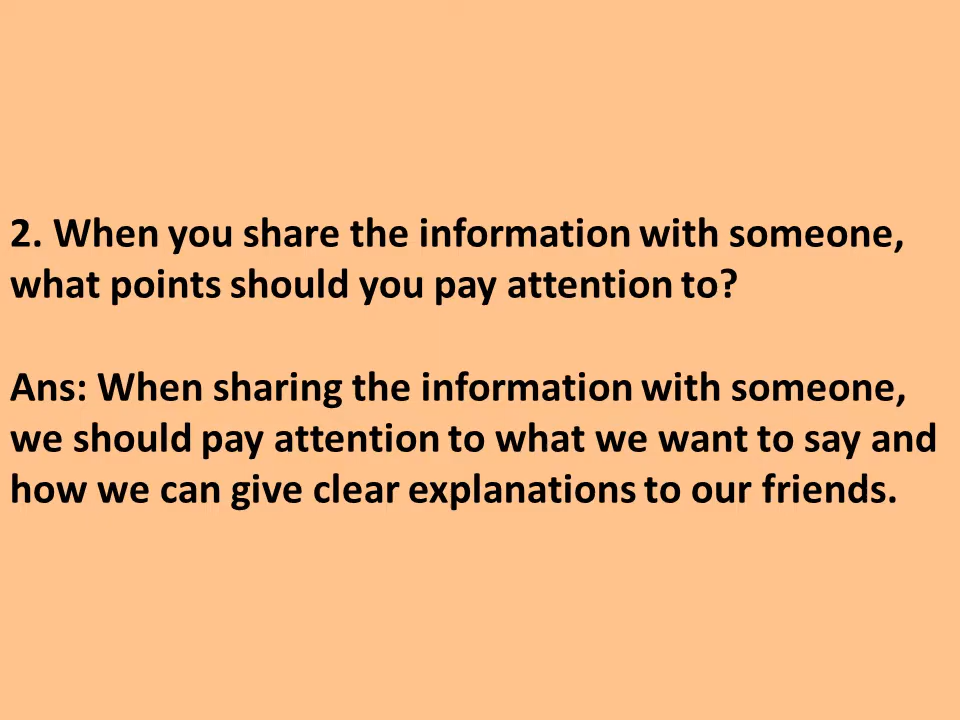 2. When you share the information with someone,
what points should you pay attention to?
Ans: When sharing the information with someone,
we should pay attention to what we want to say and
how we can give clear explanations to our friends.